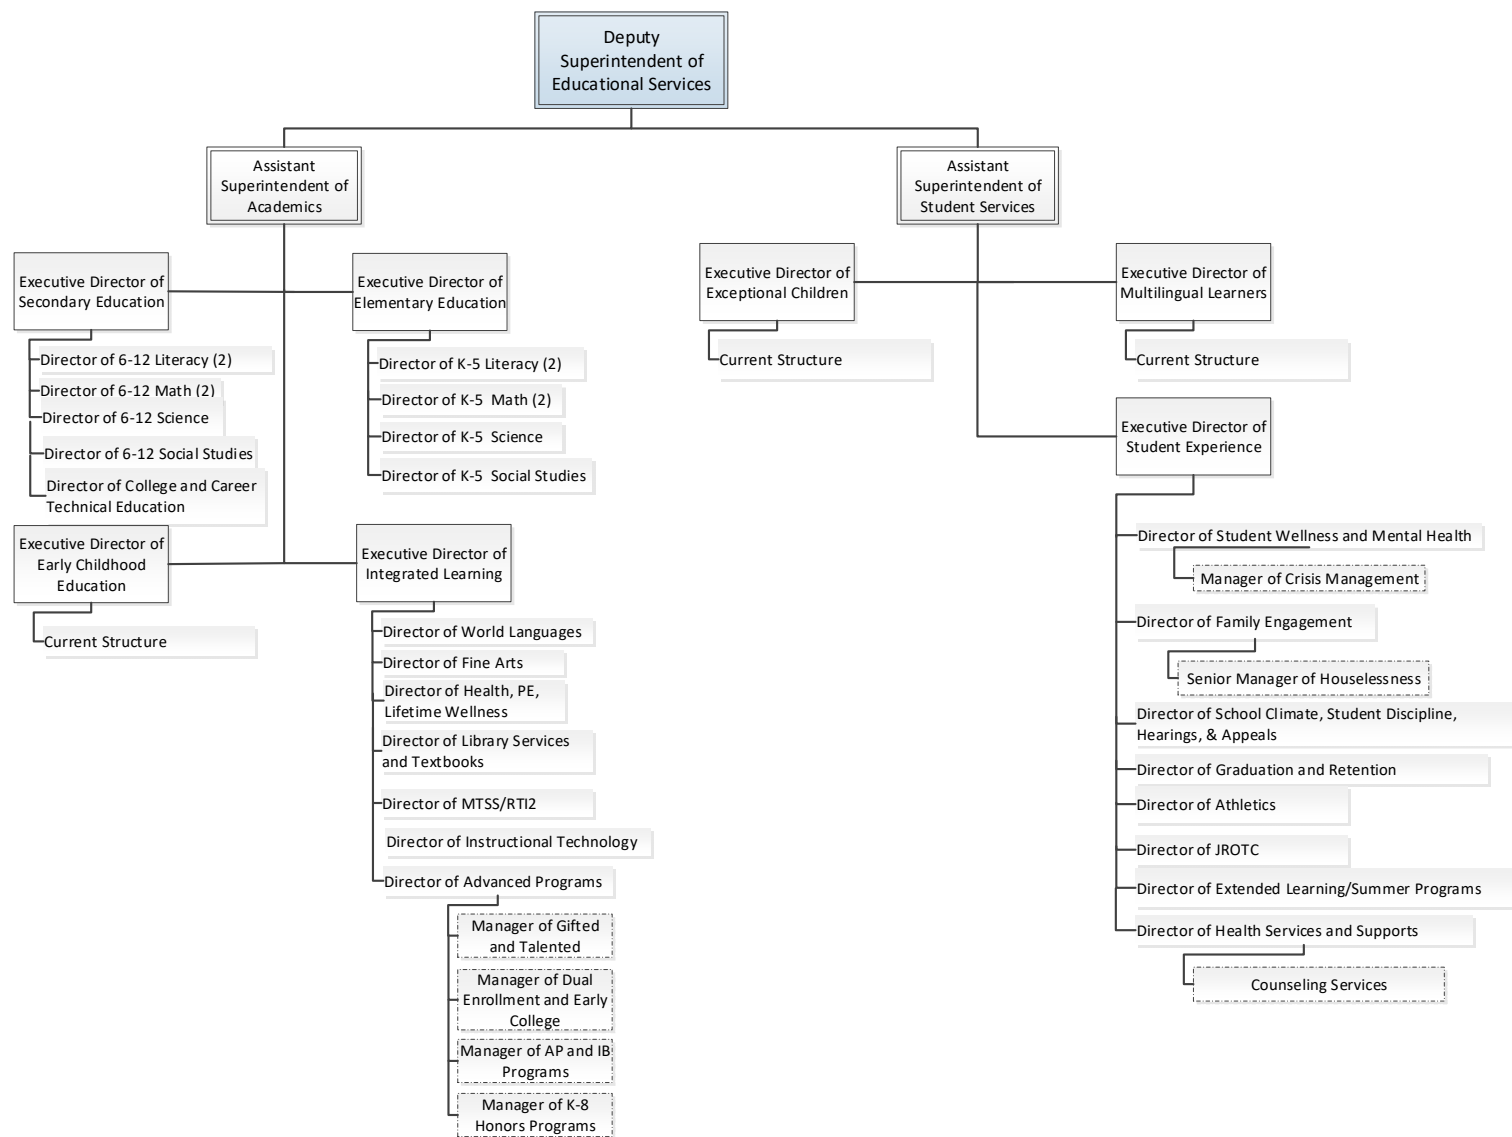 Deputy
Superintendent of
Educational Services
Assistant
Superintendent of
Academics
Assistant
Superintendent of
Student Services
Executive Director of
Secondary Education
Director of 6-12 Literacy (2)
Director of 6-12 Math (2)
Director of 6-12 Science
Director of 6-12 Social Studies
Director of College and Career
Technical Education
Executive Director of
Elementary Education
Director of K-5 Literacy (2)
Director of K-5 Math (2)
Director of K-5 Science
Director of K-5 Social Studies
Executive Director of
Early Childhood
Education
Current Structure
Executive Director of
Integrated Learning
Director of World Languages
Director of Fine Arts
Director of Health, PE,
Lifetime Wellness
Director of Library Services
and Textbooks
Director of MTSS/RTI2
Director of Instructional Technology
Director of Advanced Programs
Manager of Gifted
and Talented
Manager of Dual
Enrollment and Early
College
Manager of AP and IB
Programs
Manager of K-8
Honors Programs
Executive Director of
Exceptional Children
Current Structure
Executive Director of
Multilingual Learners
Current Structure
Executive Director of
Student Experience
Director of Student Wellness and Mental Health
Manager of Crisis Management
Director of Family Engagement
Senior Manager of Houselessness
Director of School Climate, Student Discipline,
Hearings, & Appeals
Director of Graduation and Retention
Director of Athletics
Director of JROTC
Director of Extended Learning/Summer Programs
Director of Health Services and Supports
Counseling Services